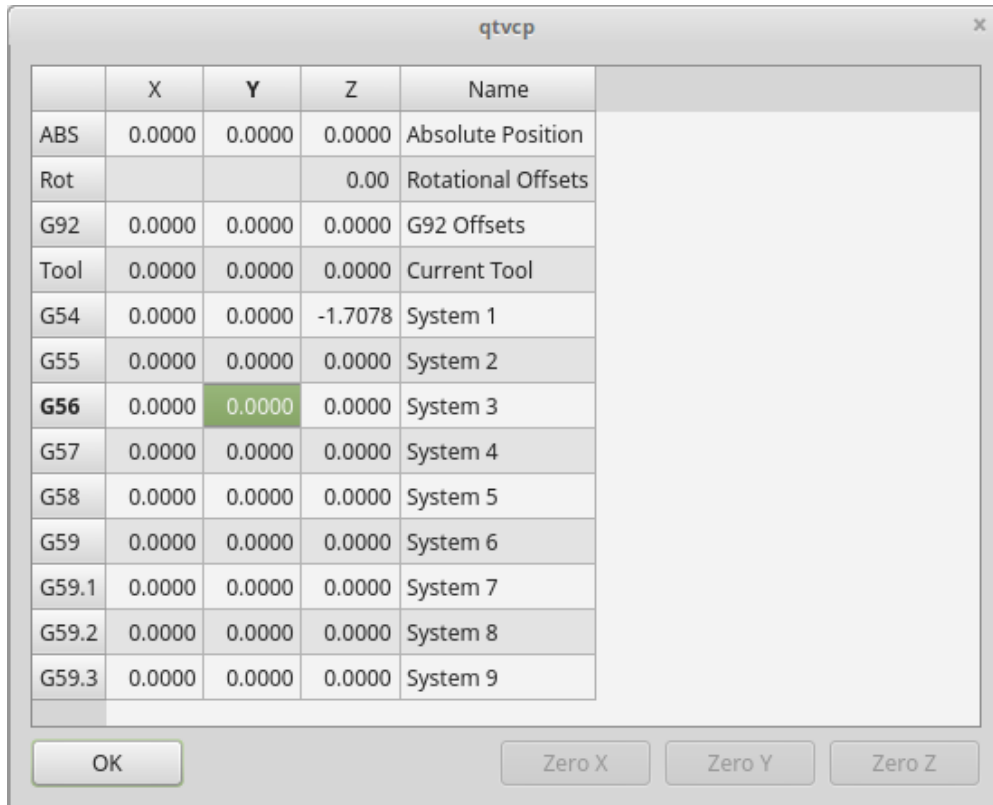 qtvcp x
X Y Z Name
ABS 0.0000 0.0000 0.0000 Absolute Position
Rot 0.00 Rotational Offsets
G92 0.0000 0.0000 0.0000 G92 Offsets
Tool 0.0000 0.0000 0.0000 Current Tool
G54 0.0000 0.0000 -1.7078 System 1
G55 0.0000 0.0000 0.0000 System 2
G56 0.0000 0.0000 0.0000 System 3
G57 0.0000 0.0000 0.0000 System 4
G58 0.0000 0.0000 0.0000 System 5
G59 0.0000 0.0000 0.0000 System 6
G59.1 0.0000 0.0000 0.0000 System 7
G59.2 0.0000 0.0000 0.0000 System 8
G59.3 0.0000 0.0000 0.0000 System 9
OK Zero X Zero Y Zero Z